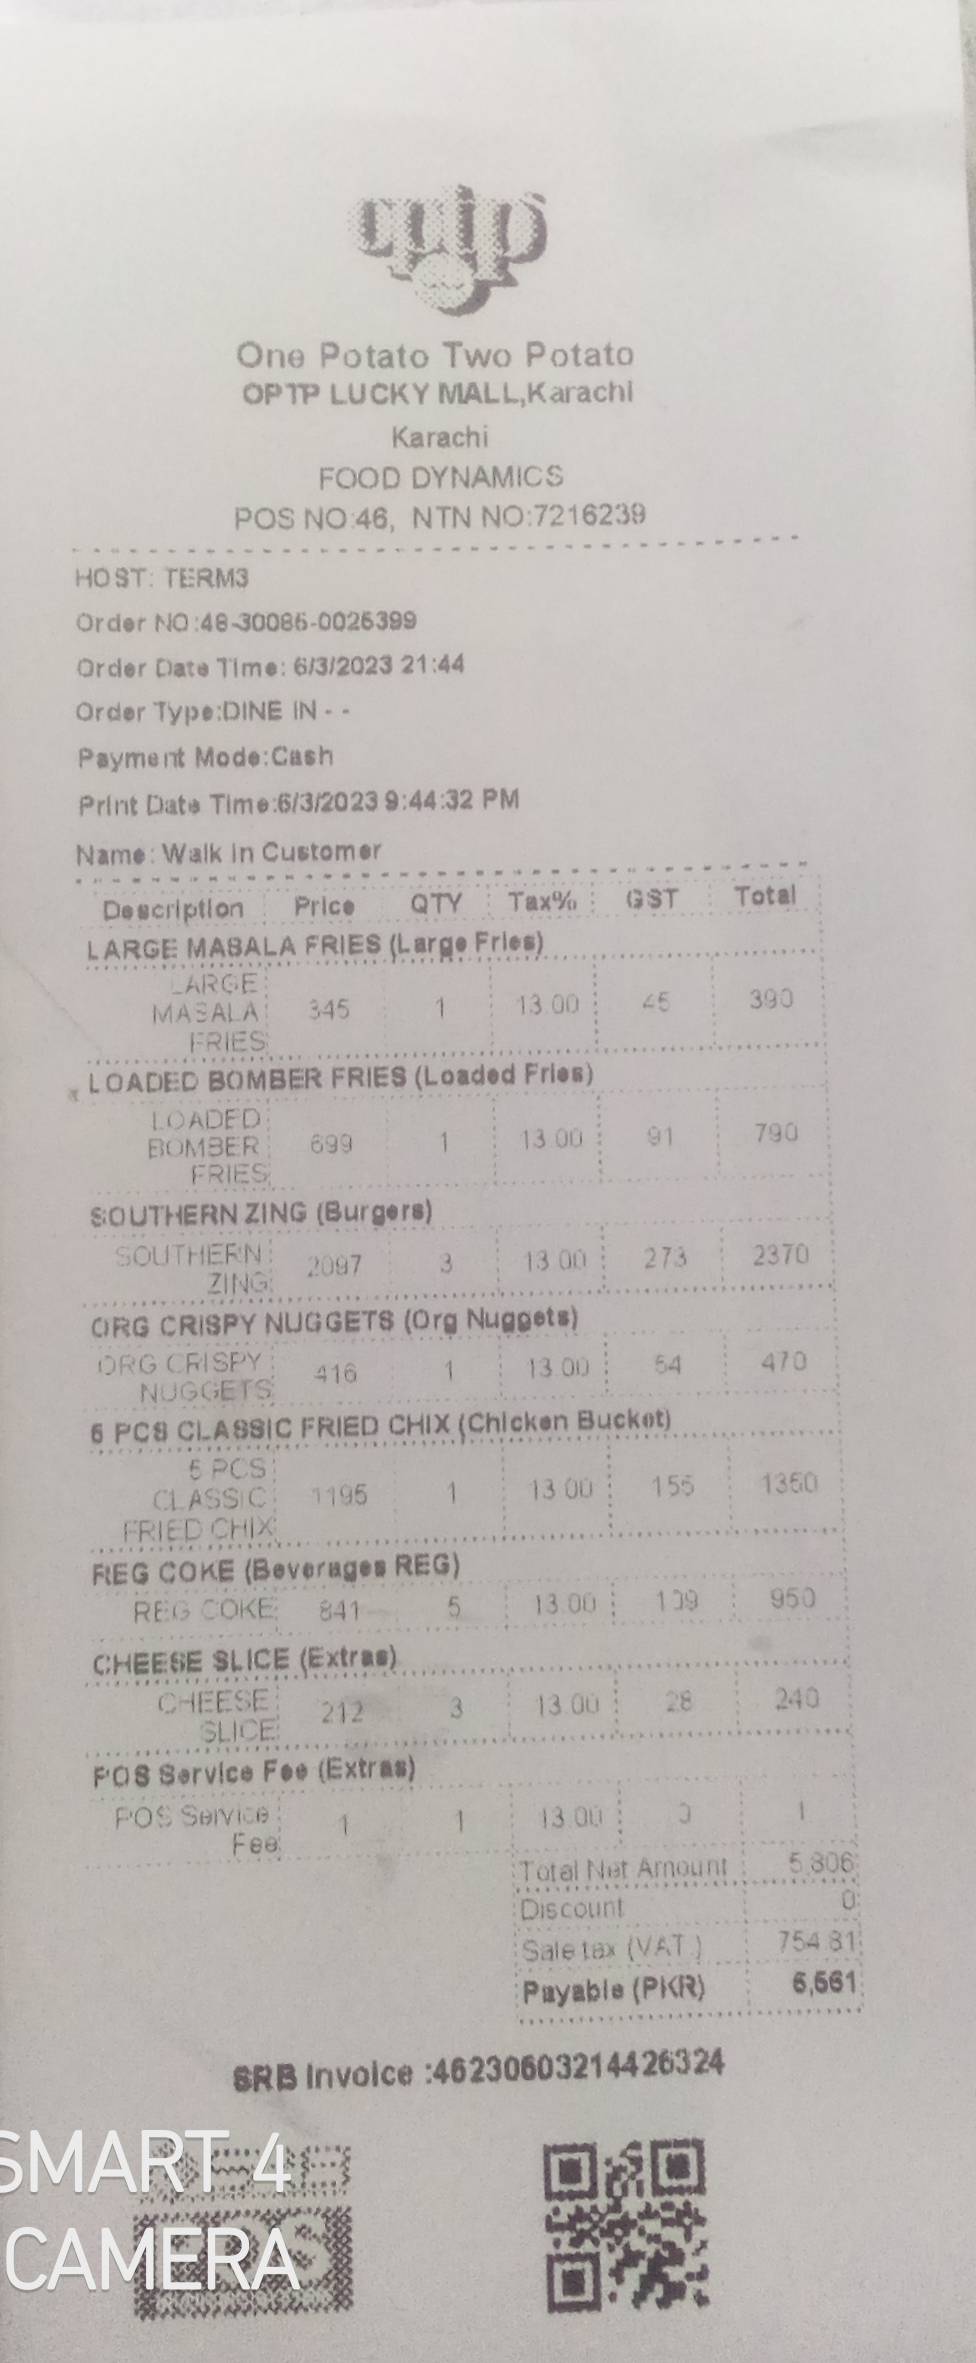 optp
One Potato Two Potato
OPTP LUCKY MALL,Karachi
Karachi
FOOD DYNAMICS
POS NO:46, NTN NO:7216239
HOST: TERM3
Order NO:48-30086-0026399
Order Date Time: 6/3/2023 21:44
Order Type:DINE IN - -
Payment Mode:Cash
Print Date Time:6/3/2023 9:44:32 PM
Name: Walk in Customer
Description Price QTY Tax% GST Total
LARGE MASALA FRIES (Large Fries)
LARGE
MASALA 345 1 13.00 45 390
FRIES
LOADED BOMBER FRIES (Loaded Fries)
LOADED
BOMBER 699 1 13.00 91 790
FRIES
SOUTHERN ZING (Burgers)
SOUTHERN 2097 3 13.00 273 2370
ZING
ORG CRISPY NUGGETS (Org Nuggets)
ORG CRISPY 416 1 13.00 54 470
NUGGETS
5 PCS CLASSIC FRIED CHIX (Chicken Bucket)
5 PCS
CLASSIC 1195 1 13.00 155 1350
FRIED CHIX
REG COKE (Beverages REG)
REG COKE 841 5 13.00 109 950
CHEESE SLICE (Extras)
CHEESE 212 3 13.00 28 240
SLICE
POS Service Fee (Extras)
POS Service 1 1 13.00 0 1
Fee
Total Net Amount 5,806
Discount 0
Sale tax (VAT ) 754.81
Payable (PKR) 6,561
SRB Invoice :46230603214426324
SMART 4
CAMERA